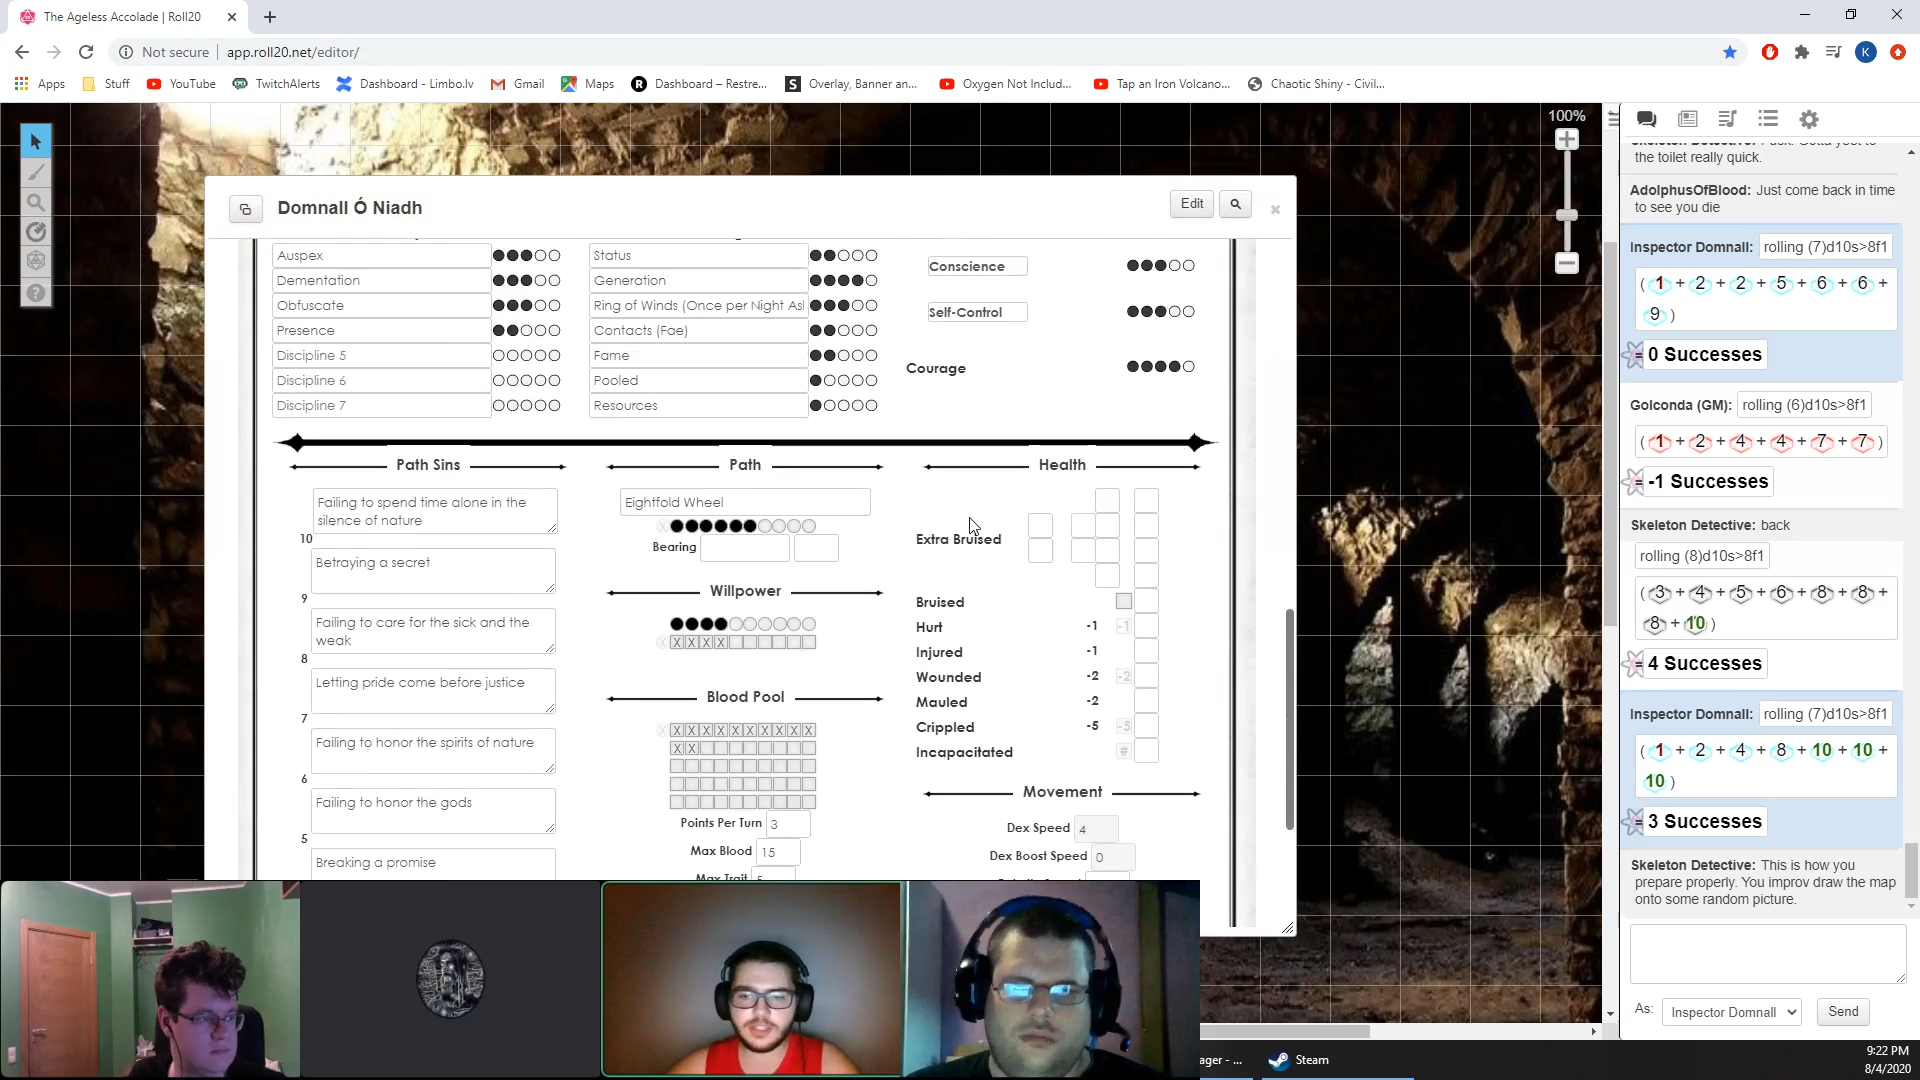 The Ageless Accolade | Roll20
Not secure
app.roll20.net/editor/
K
Apps
Stuff
YouTube
TwitchAlerts
Dashboard - Limbo.lv
Gmail
Maps
Dashboard – Restre...
Overlay, Banner an...
Oxygen Not Includ...
Tap an Iron Volcano...
Chaotic Shiny - Civil...
100%
Domnall Ó Niadh
Edit
Auspex
Dementation
Obfuscate
Presence
Discipline 5
Discipline 6
Discipline 7
Status
Generation
Ring of Winds (Once per Night Asl
Contacts (Fae)
Fame
Pooled
Resources
Conscience
Self-Control
Courage
Path Sins
Failing to spend time alone in the
silence of nature
10
Betraying a secret
9
Failing to care for the sick and the
weak
8
Letting pride come before justice
7
Failing to honor the spirits of nature
6
Failing to honor the gods
5
Breaking a promise
Path
Eightfold Wheel
Bearing
Willpower
X X X X
Blood Pool
X X X X X X X X X X
X X
Points Per Turn 3
Max Blood 15
Max Trait 5
Health
Extra Bruised
Bruised
Hurt -1 -1
Injured -1
Wounded -2 -2
Mauled -2
Crippled -5 -5
Incapacitated #
Movement
Dex Speed 4
Dex Boost Speed 0
the toilet really quick.
AdolphusOfBlood: Just come back in time
to see you die
Inspector Domnall: rolling (7)d10s>8f1
( 1 + 2 + 2 + 5 + 6 + 6 +
9 )
= 0 Successes
Golconda (GM): rolling (6)d10s>8f1
( 1 + 2 + 4 + 4 + 7 + 7 )
= -1 Successes
Skeleton Detective: back
rolling (8)d10s>8f1
( 3 + 4 + 5 + 6 + 8 + 8 +
8 + 10 )
= 4 Successes
Inspector Domnall: rolling (7)d10s>8f1
( 1 + 2 + 4 + 8 + 10 + 10 +
10 )
= 3 Successes
Skeleton Detective: This is how you
prepare properly. You improv draw the map
onto some random picture.
As: Inspector Domnall
Send
ager - ...
Steam
9:22 PM
8/4/2020